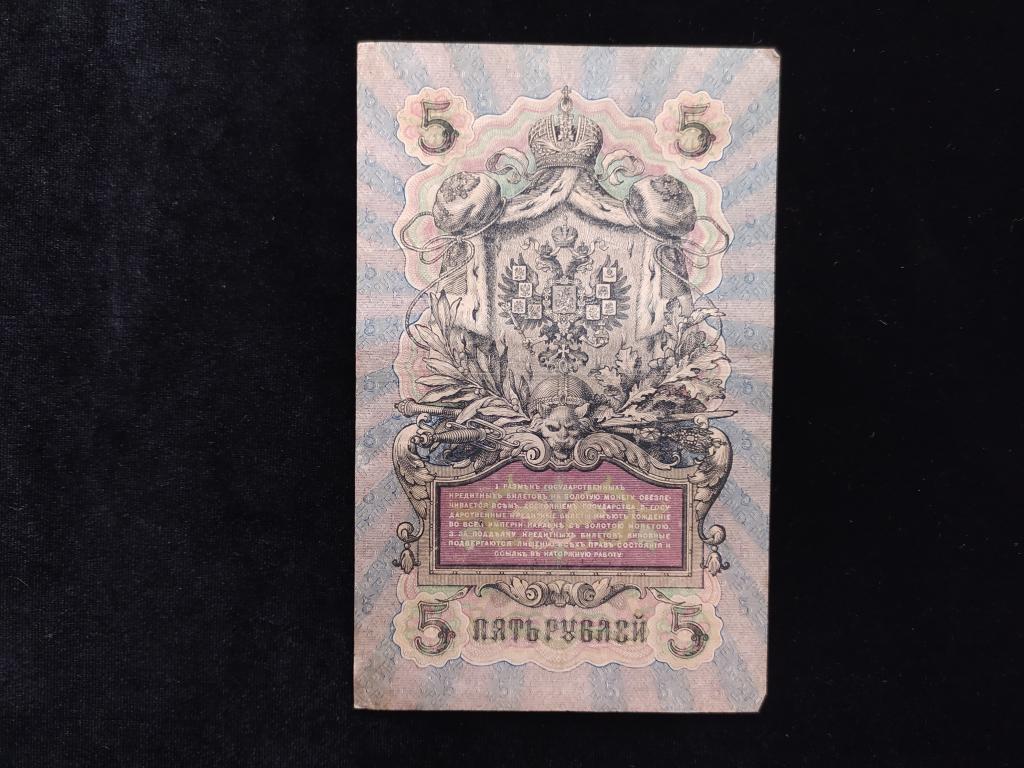 5 5
1. РАЗМѢНЪ ГОСУДАРСТВЕННЫХЪ
КРЕДИТНЫХЪ БИЛЕТОВЪ НА ЗОЛОТУЮ МОНЕТУ ОБЕЗПЕ-
ЧИВАЕТСЯ ВСѢМЪ ДОСТОЯНІЕМЪ ГОСУДАРСТВА. 2. ГОСУ-
ДАРСТВЕННЫЕ КРЕДИТНЫЕ БИЛЕТЫ ИМѢЮТЪ ХОЖДЕНІЕ
ВО ВСЕЙ ИМПЕРІИ НАРАВНѢ СЪ ЗОЛОТОЮ МОНЕТОЮ.
3. ЗА ПОДДѢЛКУ КРЕДИТНЫХЪ БИЛЕТОВЪ ВИНОВНЫЕ
ПОДВЕРГАЮТСЯ ЛИШЕНІЮ ВСѢХЪ ПРАВЪ СОСТОЯНІЯ И
ССЫЛКѢ ВЪ КАТОРЖНУЮ РАБОТУ.
5 ПЯТЬ РУБЛЕЙ 5